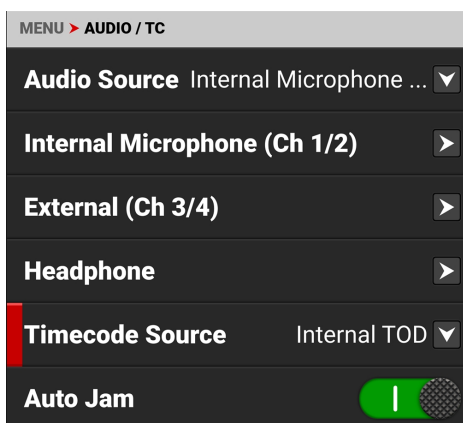 MENU ➤ AUDIO / TC
Audio Source Internal Microphone ...
Internal Microphone (Ch 1/2)
External (Ch 3/4)
Headphone
Timecode Source Internal TOD
Auto Jam